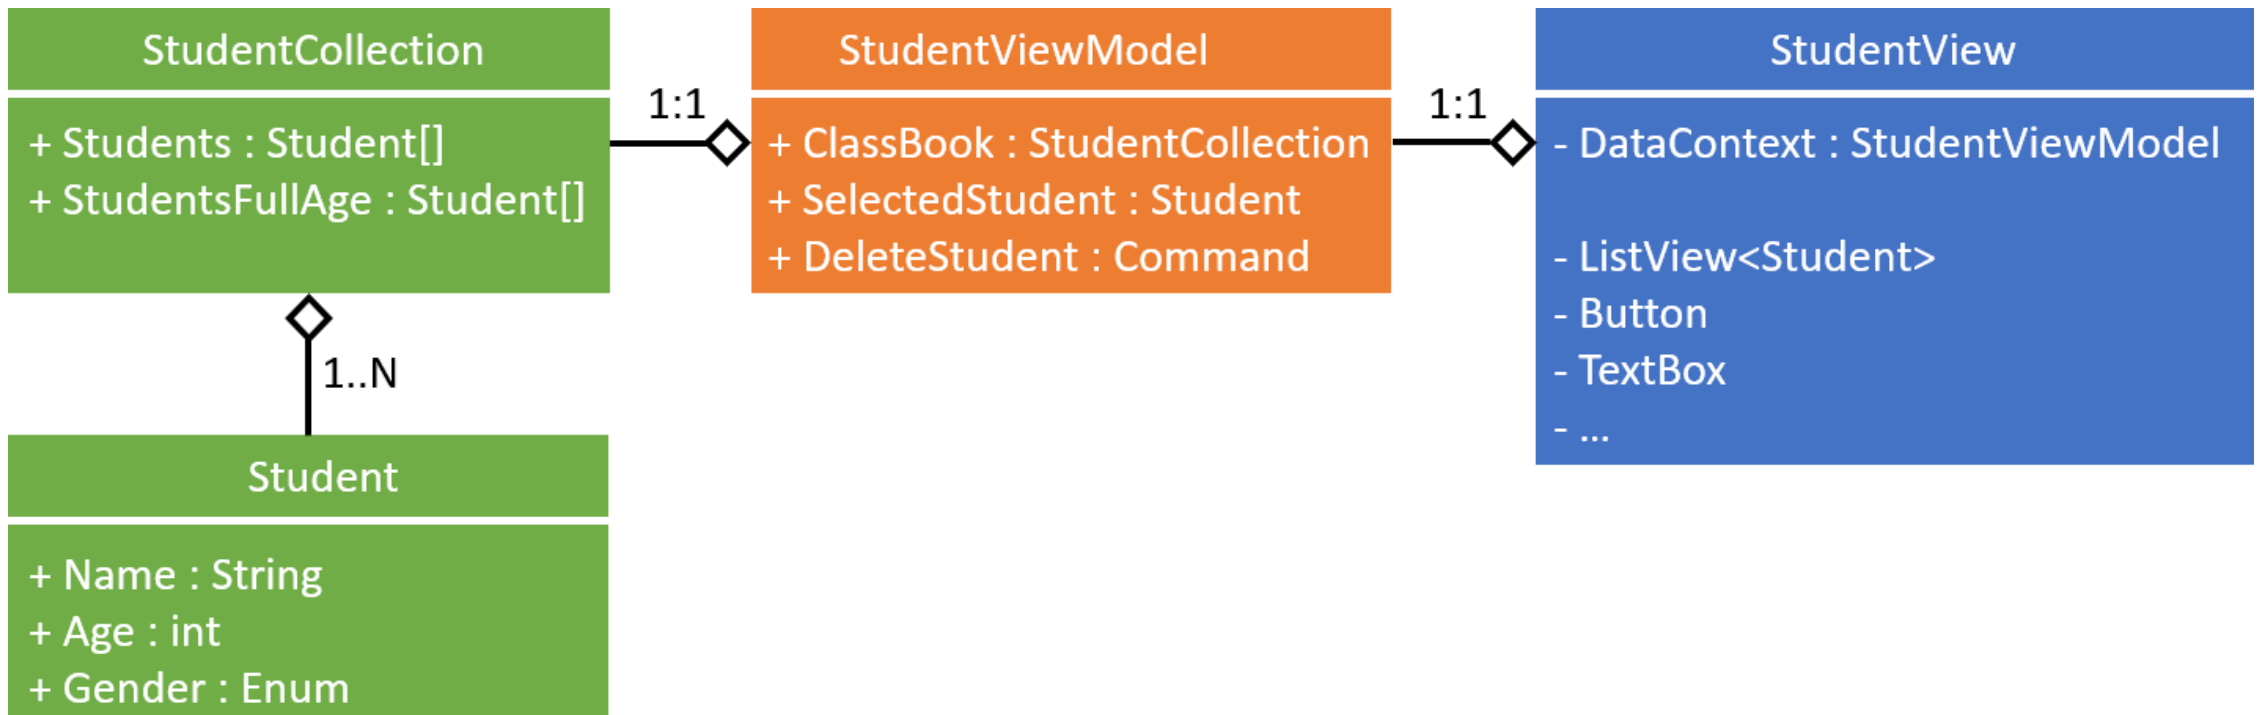 StudentCollection
+ Students : Student[]
+ StudentsFullAge : Student[]
1:1
StudentViewModel
+ ClassBook : StudentCollection
+ SelectedStudent : Student
+ DeleteStudent : Command
1:1
StudentView
- DataContext : StudentViewModel
- ListView<Student>
- Button
- TextBox
- ...
1..N
Student
+ Name : String
+ Age : int
+ Gender : Enum